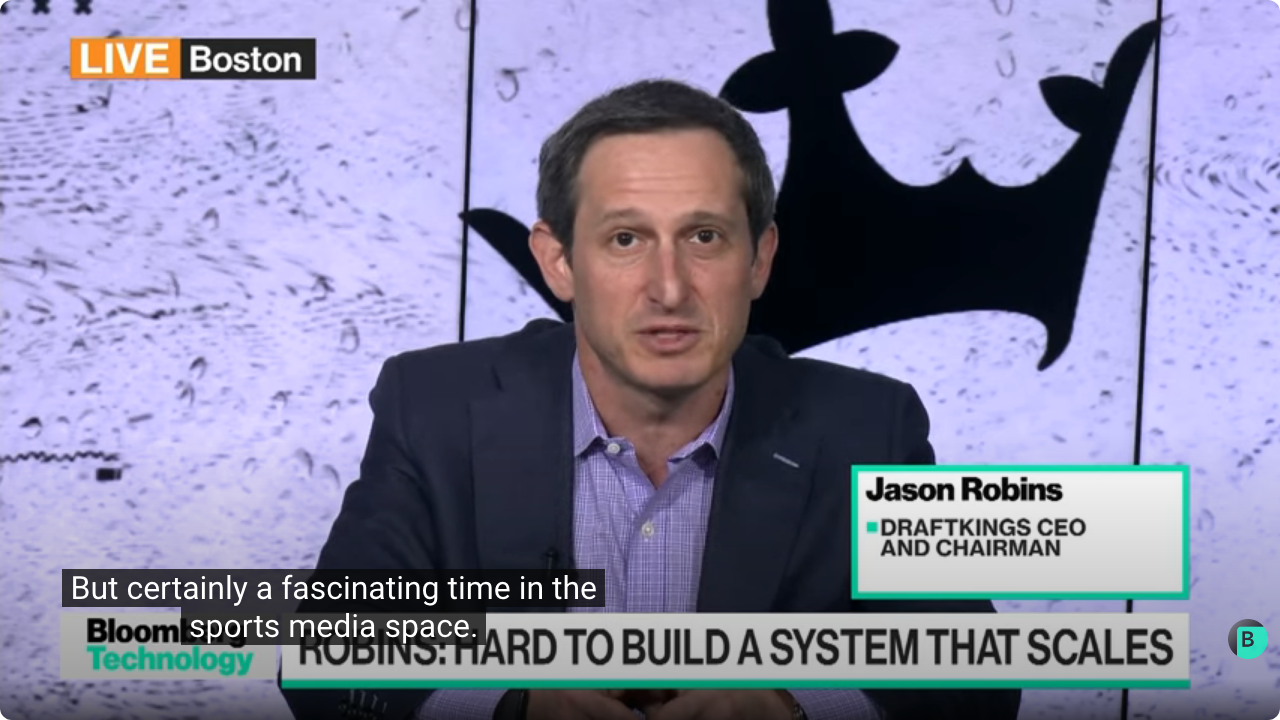 LIVE Boston
Jason Robins
DRAFTKINGS CEO
AND CHAIRMAN
But certainly a fascinating time in the
sports media space.
Bloomberg
Technology
ROBINS: HARD TO BUILD A SYSTEM THAT SCALES
B